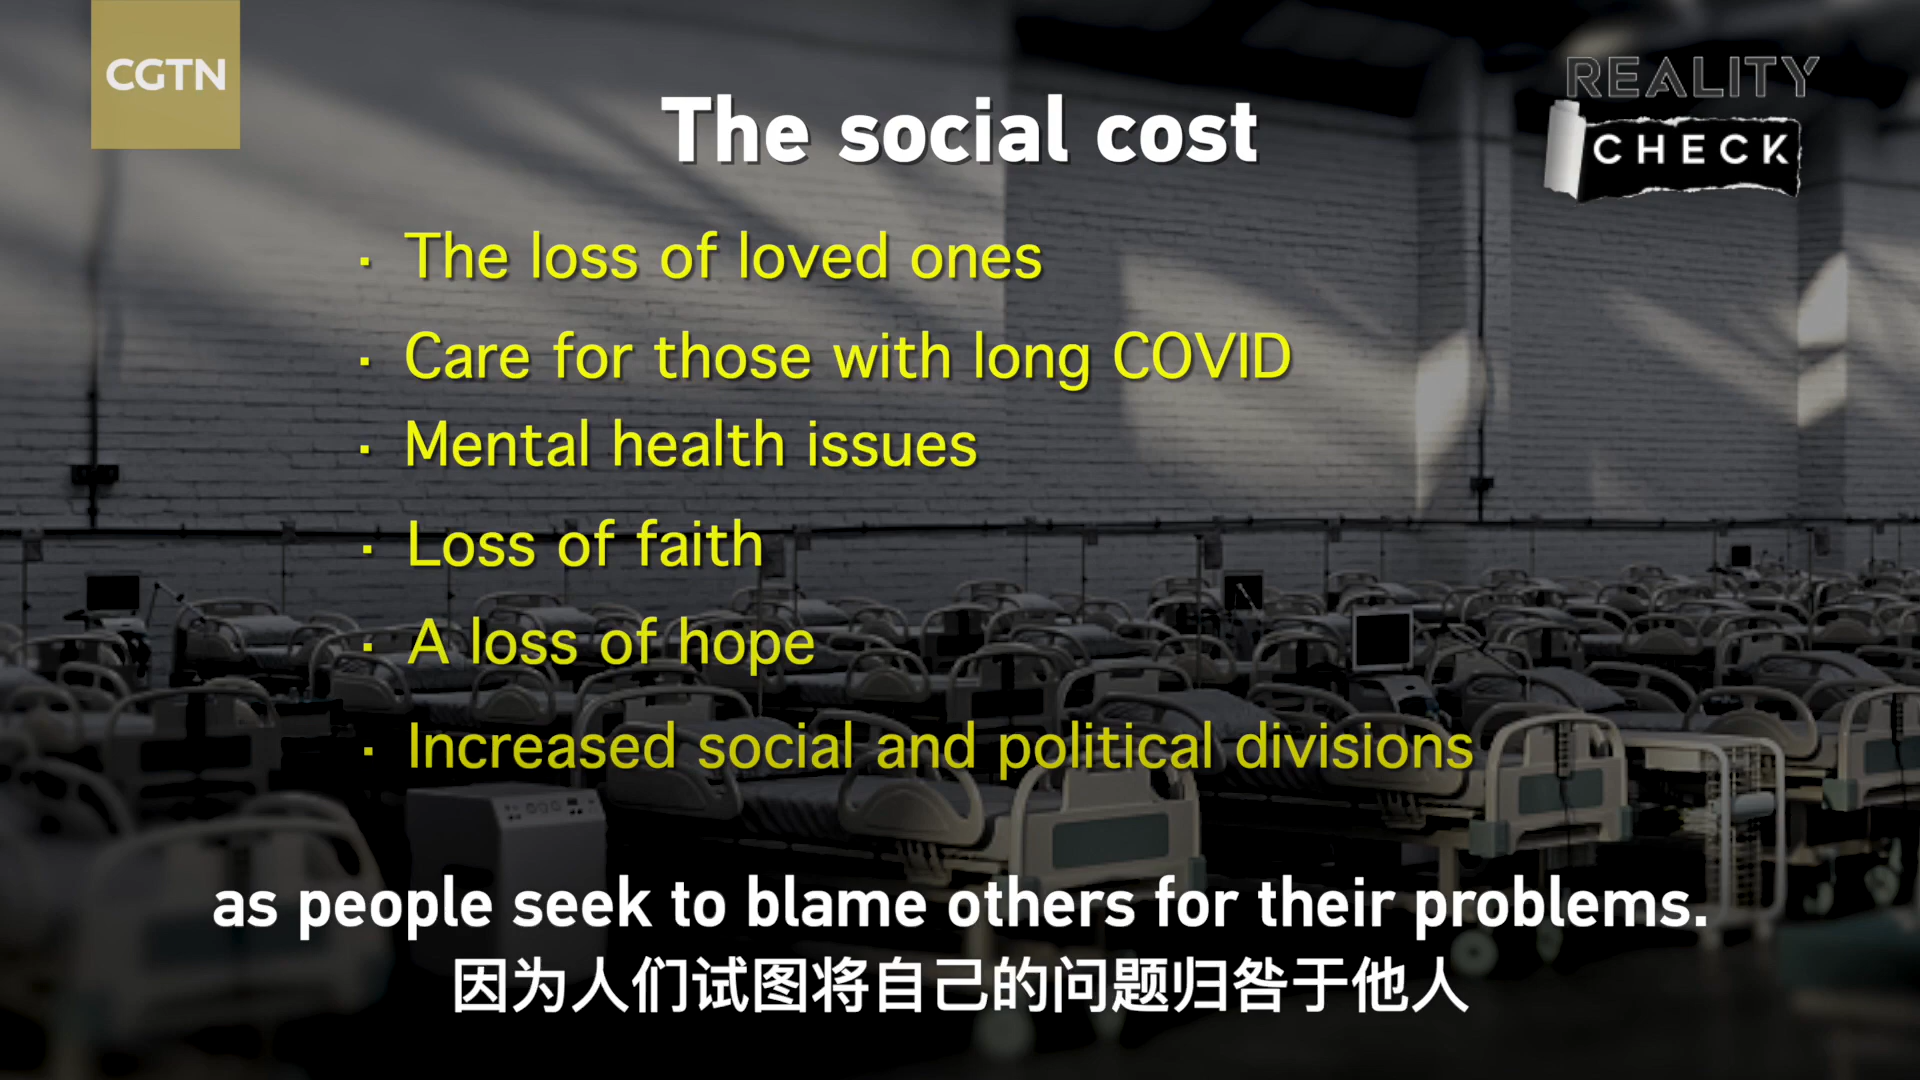 CGTN
REALITY
CHECK
The social cost
· The loss of loved ones
· Care for those with long COVID
· Mental health issues
· Loss of faith
· A loss of hope
· Increased social and political divisions
as people seek to blame others for their problems.
因为人们试图将自己的问题归咎于他人